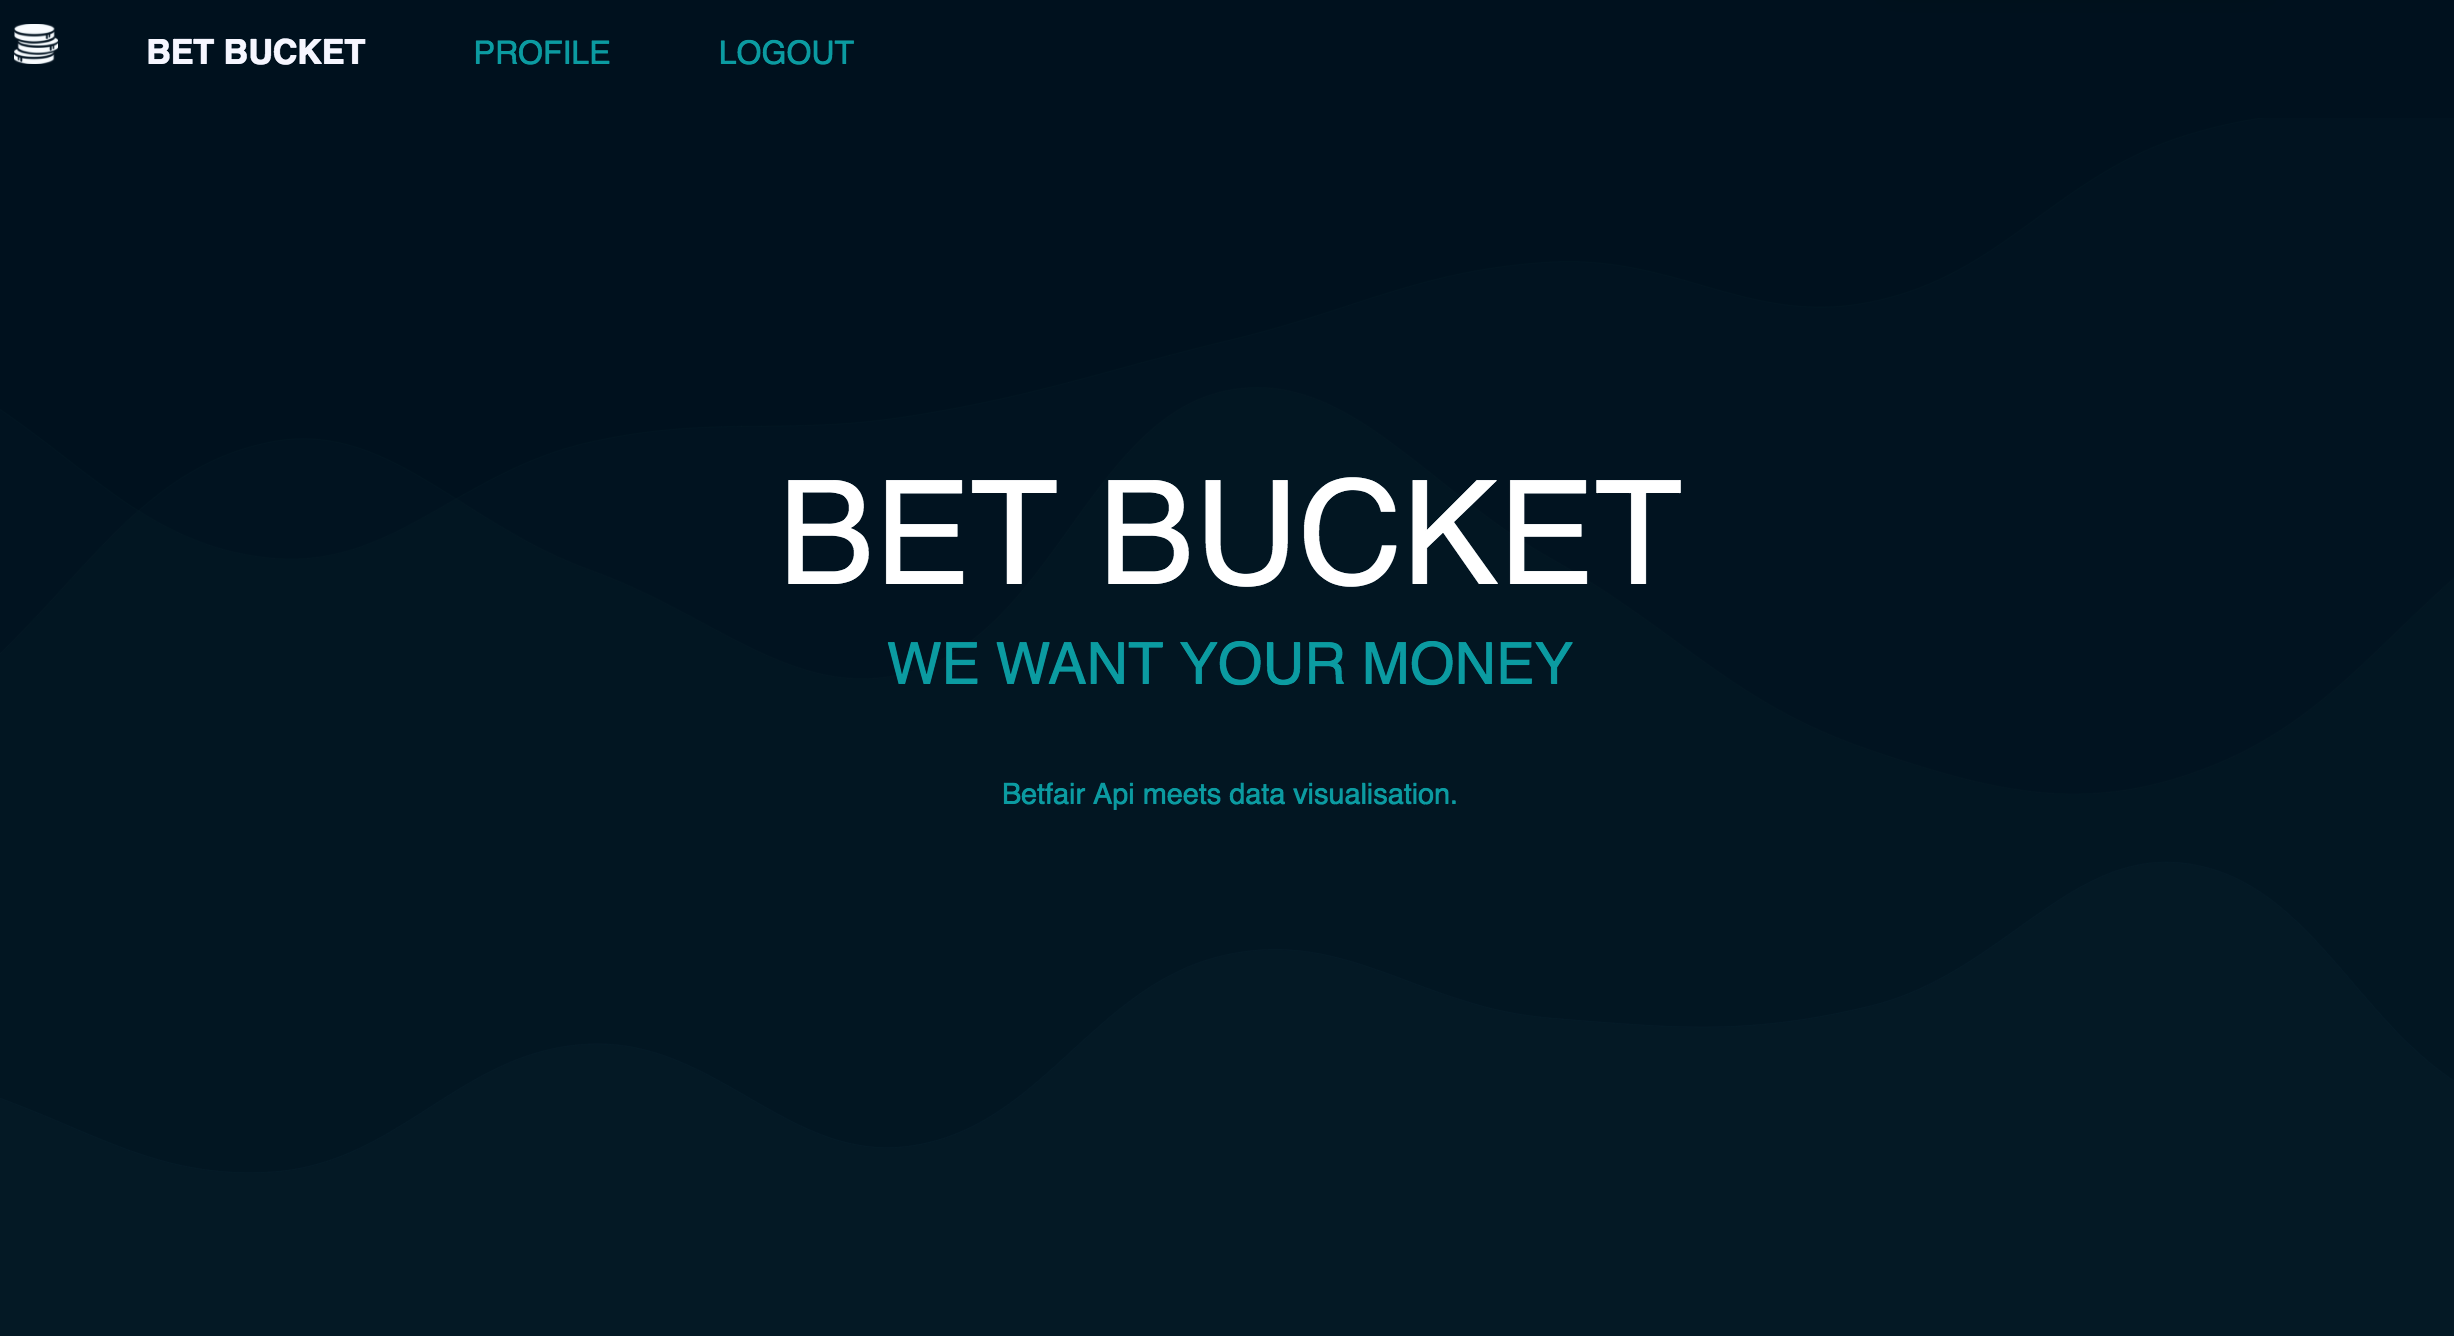 BET BUCKET PROFILE LOGOUT
BET BUCKET
WE WANT YOUR MONEY
Betfair Api meets data visualisation.